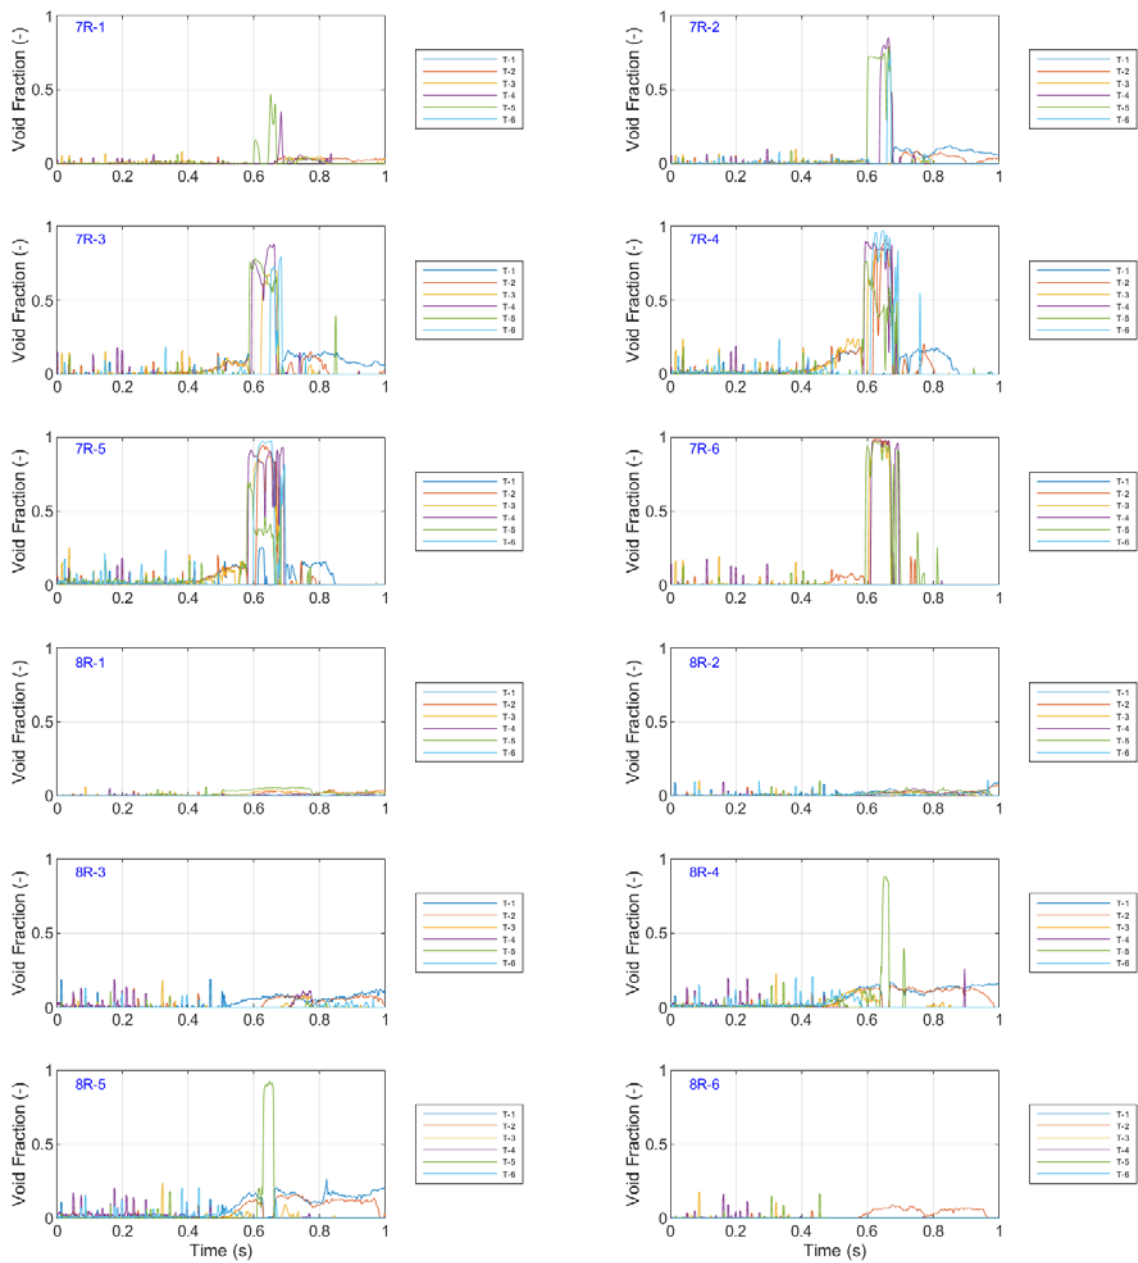 7R-1
Void Fraction (-)
1
0.5
0
0 0.2 0.4 0.6 0.8 1
T-1
T-2
T-3
T-4
T-5
T-6
7R-2
Void Fraction (-)
1
0.5
0
0 0.2 0.4 0.6 0.8 1
T-1
T-2
T-3
T-4
T-5
T-6
7R-3
Void Fraction (-)
1
0.5
0
0 0.2 0.4 0.6 0.8 1
T-1
T-2
T-3
T-4
T-5
T-6
7R-4
Void Fraction (-)
1
0.5
0
0 0.2 0.4 0.6 0.8 1
T-1
T-2
T-3
T-4
T-5
T-6
7R-5
Void Fraction (-)
1
0.5
0
0 0.2 0.4 0.6 0.8 1
T-1
T-2
T-3
T-4
T-5
T-6
7R-6
Void Fraction (-)
1
0.5
0
0 0.2 0.4 0.6 0.8 1
T-1
T-2
T-3
T-4
T-5
T-6
8R-1
Void Fraction (-)
1
0.5
0
0 0.2 0.4 0.6 0.8 1
T-1
T-2
T-3
T-4
T-5
T-6
8R-2
Void Fraction (-)
1
0.5
0
0 0.2 0.4 0.6 0.8 1
T-1
T-2
T-3
T-4
T-5
T-6
8R-3
Void Fraction (-)
1
0.5
0
0 0.2 0.4 0.6 0.8 1
T-1
T-2
T-3
T-4
T-5
T-6
8R-4
Void Fraction (-)
1
0.5
0
0 0.2 0.4 0.6 0.8 1
T-1
T-2
T-3
T-4
T-5
T-6
8R-5
Void Fraction (-)
1
0.5
0
0 0.2 0.4 0.6 0.8 1
Time (s)
T-1
T-2
T-3
T-4
T-5
T-6
8R-6
Void Fraction (-)
1
0.5
0
0 0.2 0.4 0.6 0.8 1
Time (s)
T-1
T-2
T-3
T-4
T-5
T-6